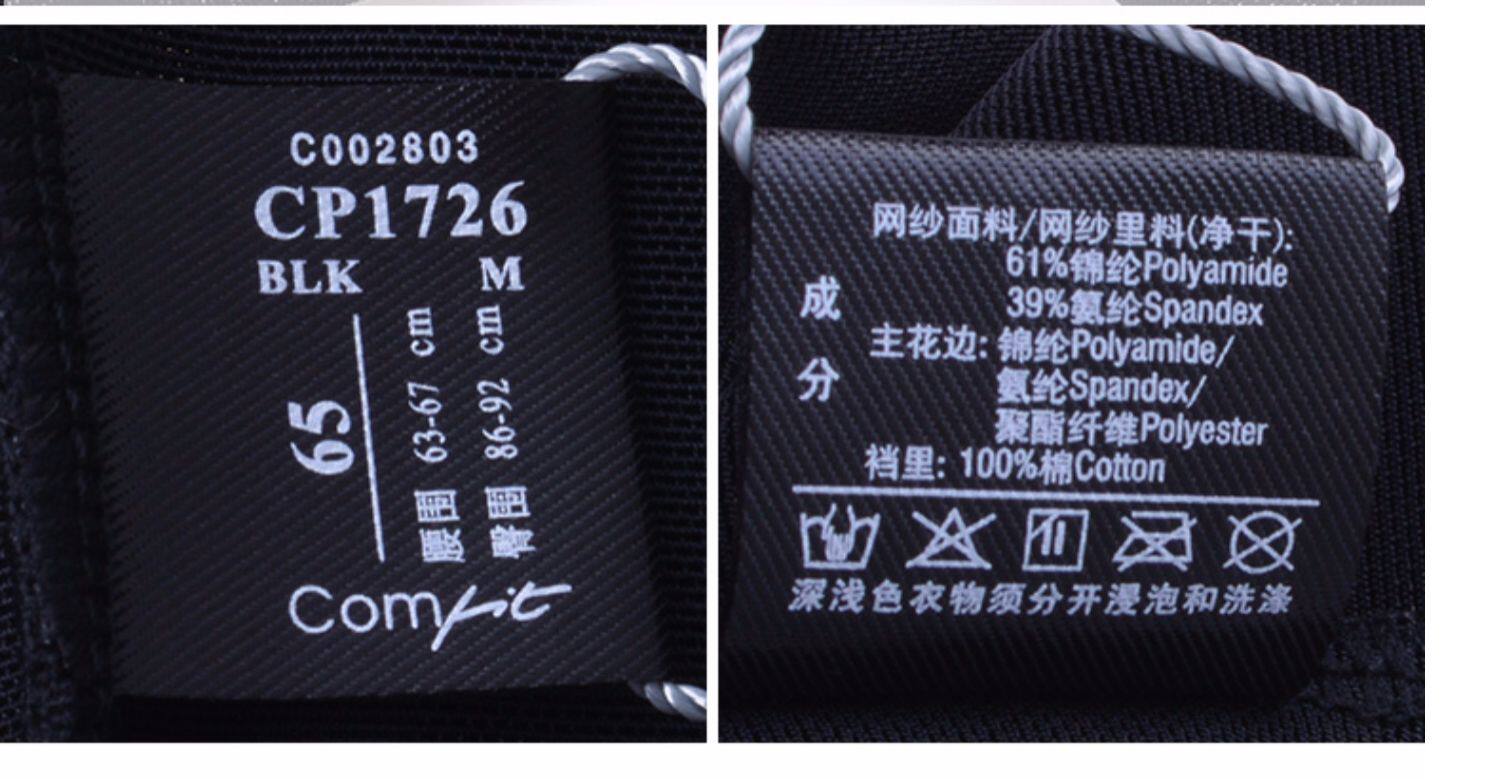 C002803
CP1726
BLK M
65
腰围 63-67 cm
臀围 86-92 cm
Comfit
成分
网纱面料/网纱里料(净干):
61%锦纶Polyamide
39%氨纶Spandex
主花边: 锦纶Polyamide/
氨纶Spandex/
聚酯纤维Polyester
裆里: 100%棉Cotton
深浅色衣物须分开浸泡和洗涤